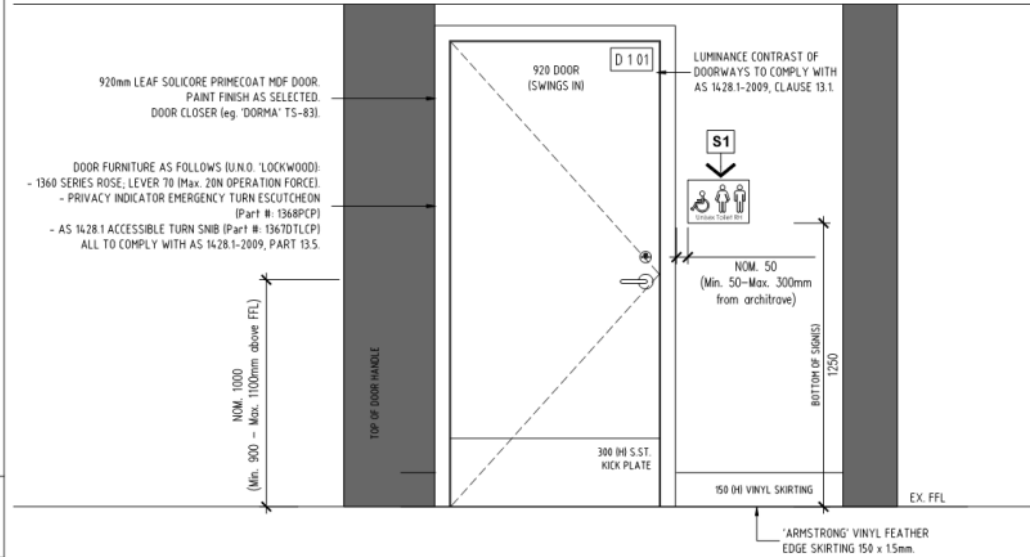 920mm LEAF SOLICORE PRIMECOAT MDF DOOR.
PAINT FINISH AS SELECTED.
DOOR CLOSER (eg. 'DORMA' TS-83).
DOOR FURNITURE AS FOLLOWS (U.N.O. 'LOCKWOOD):
- 1360 SERIES ROSE; LEVER 70 (Max. 20N OPERATION FORCE).
- PRIVACY INDICATOR EMERGENCY TURN ESCUTCHEON
(Part #: 1368PCP)
- AS 1428.1 ACCESSIBLE TURN SNIB (Part #: 1367DTLCP)
ALL TO COMPLY WITH AS 1428.1-2009, PART 13.5.
NOM. 1000
(Min. 900 - Max. 1100mm above FFL)
TOP OF DOOR HANDLE
920 DOOR
(SWINGS IN)
D 1 01
LUMINANCE CONTRAST OF
DOORWAYS TO COMPLY WITH
AS 1428.1-2009, CLAUSE 13.1.
S1
Unisex Toilet RH
NOM. 50
(Min. 50-Max. 300mm
from architrave)
BOTTOM OF SIGN(S)
1250
300 (H) S.ST.
KICK PLATE
150 (H) VINYL SKIRTING
EX. FFL
'ARMSTRONG' VINYL FEATHER
EDGE SKIRTING 150 x 1.5mm.